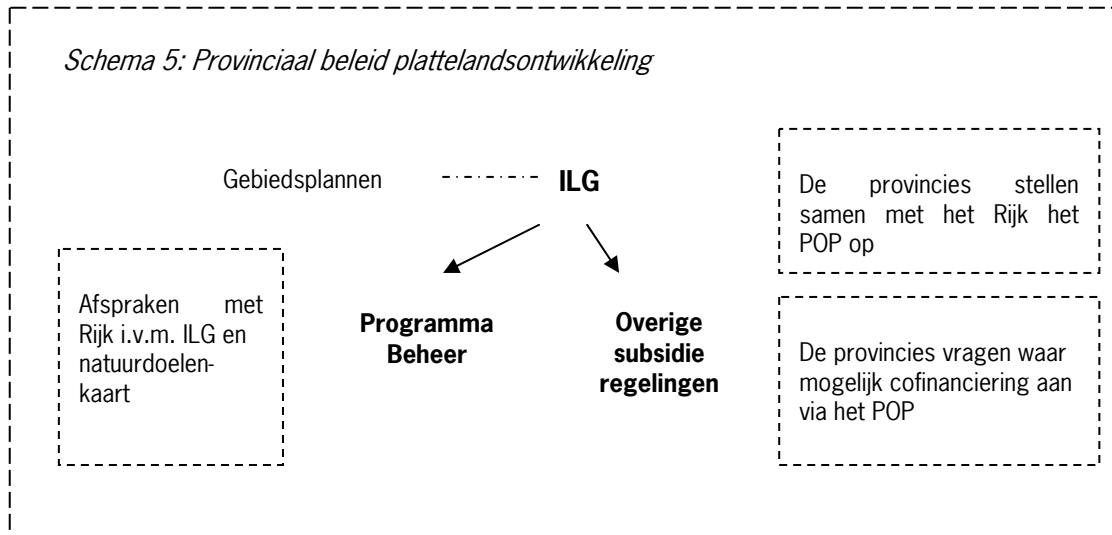 Schema 5: Provinciaal beleid plattelandsontwikkeling
Gebiedsplannen
ILG
De provincies stellen
samen met het Rijk het
POP op
Afspraken met
Rijk i.v.m. ILG en
natuurdoelen-
kaart
Programma
Beheer
Overige
subsidie
regelingen
De provincies vragen waar
mogelijk cofinanciering aan
via het POP